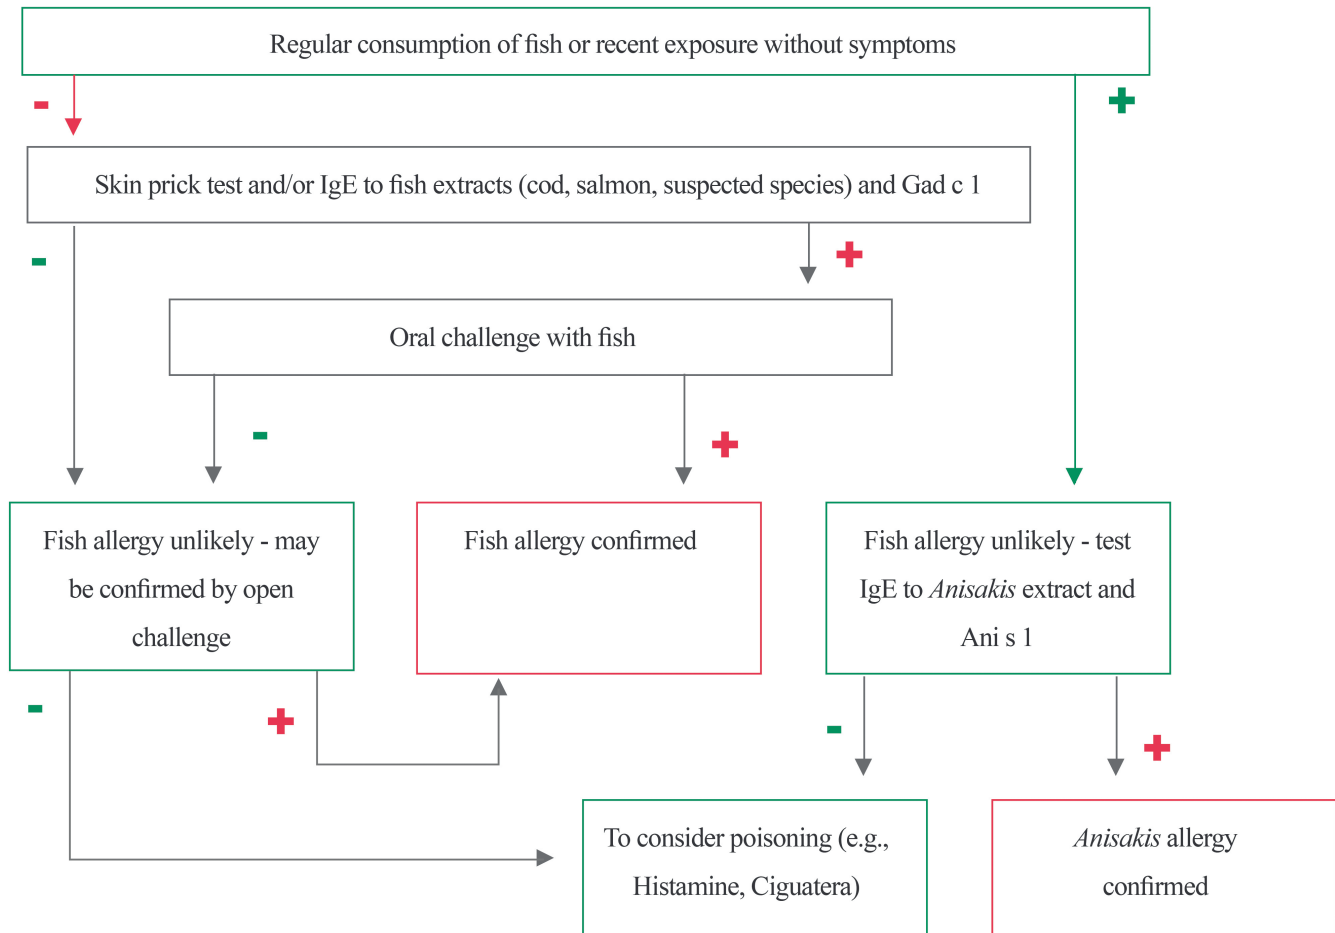 Regular consumption of fish or recent exposure without symptoms
-
+
Skin prick test and/or IgE to fish extracts (cod, salmon, suspected species) and Gad c 1
-
+
Oral challenge with fish
-
+
Fish allergy unlikely - may
be confirmed by open
challenge
Fish allergy confirmed
Fish allergy unlikely - test
IgE to Anisakis extract and
Ani s 1
-
+
-
+
To consider poisoning (e.g.,
Histamine, Ciguatera)
Anisakis allergy
confirmed